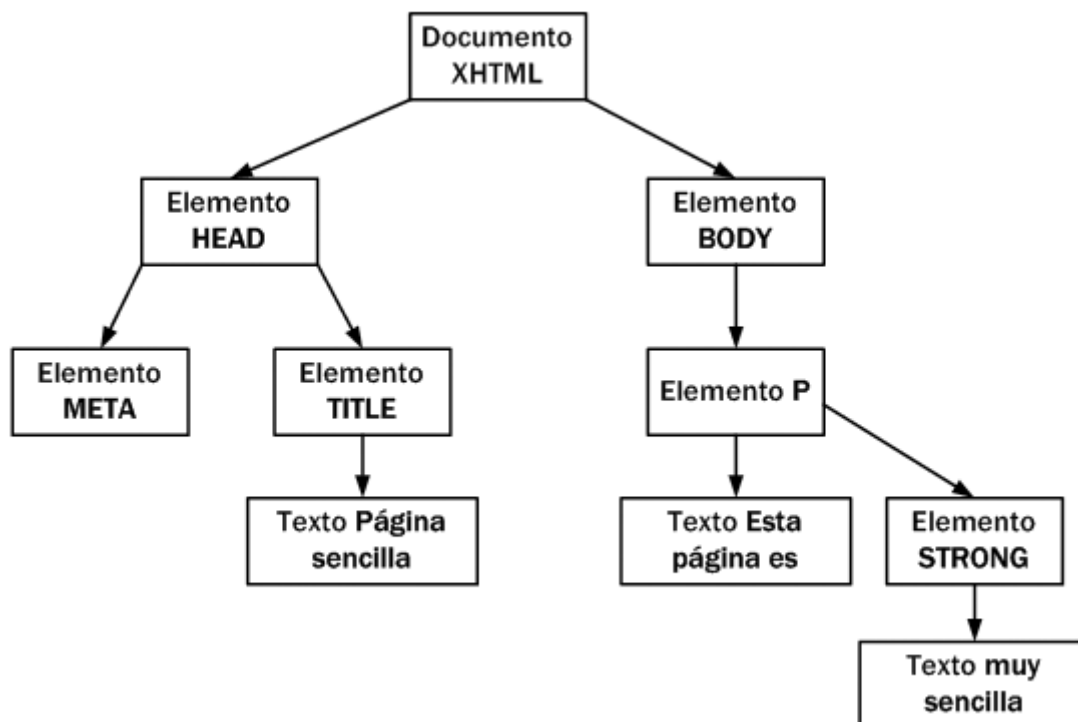 Documento
XHTML
Elemento
HEAD
Elemento
BODY
Elemento
META
Elemento
TITLE
Elemento P
Texto Página
sencilla
Texto Esta
página es
Elemento
STRONG
Texto muy
sencilla